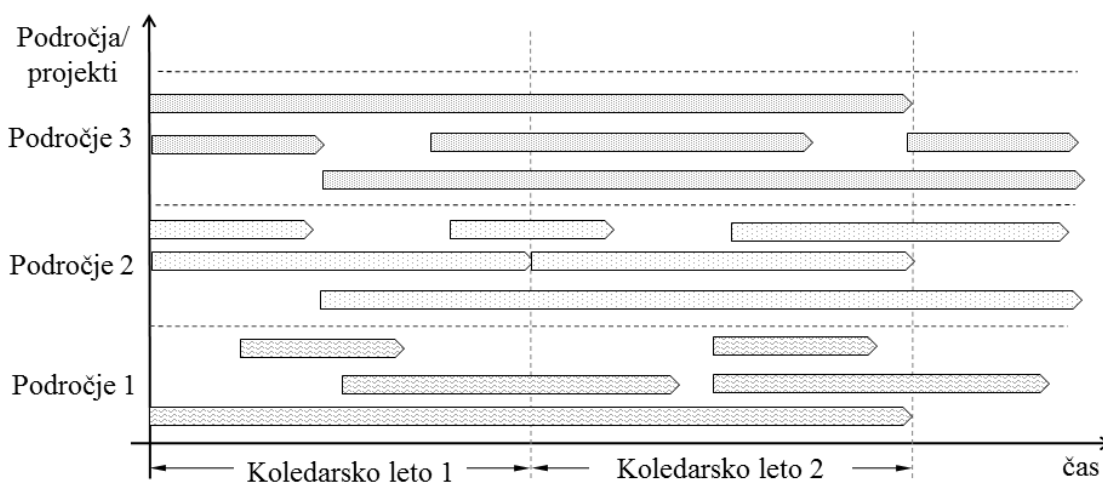 Področja/
projekti
Področje 3
Področje 2
Področje 1
Koledarsko leto 1
Koledarsko leto 2
čas